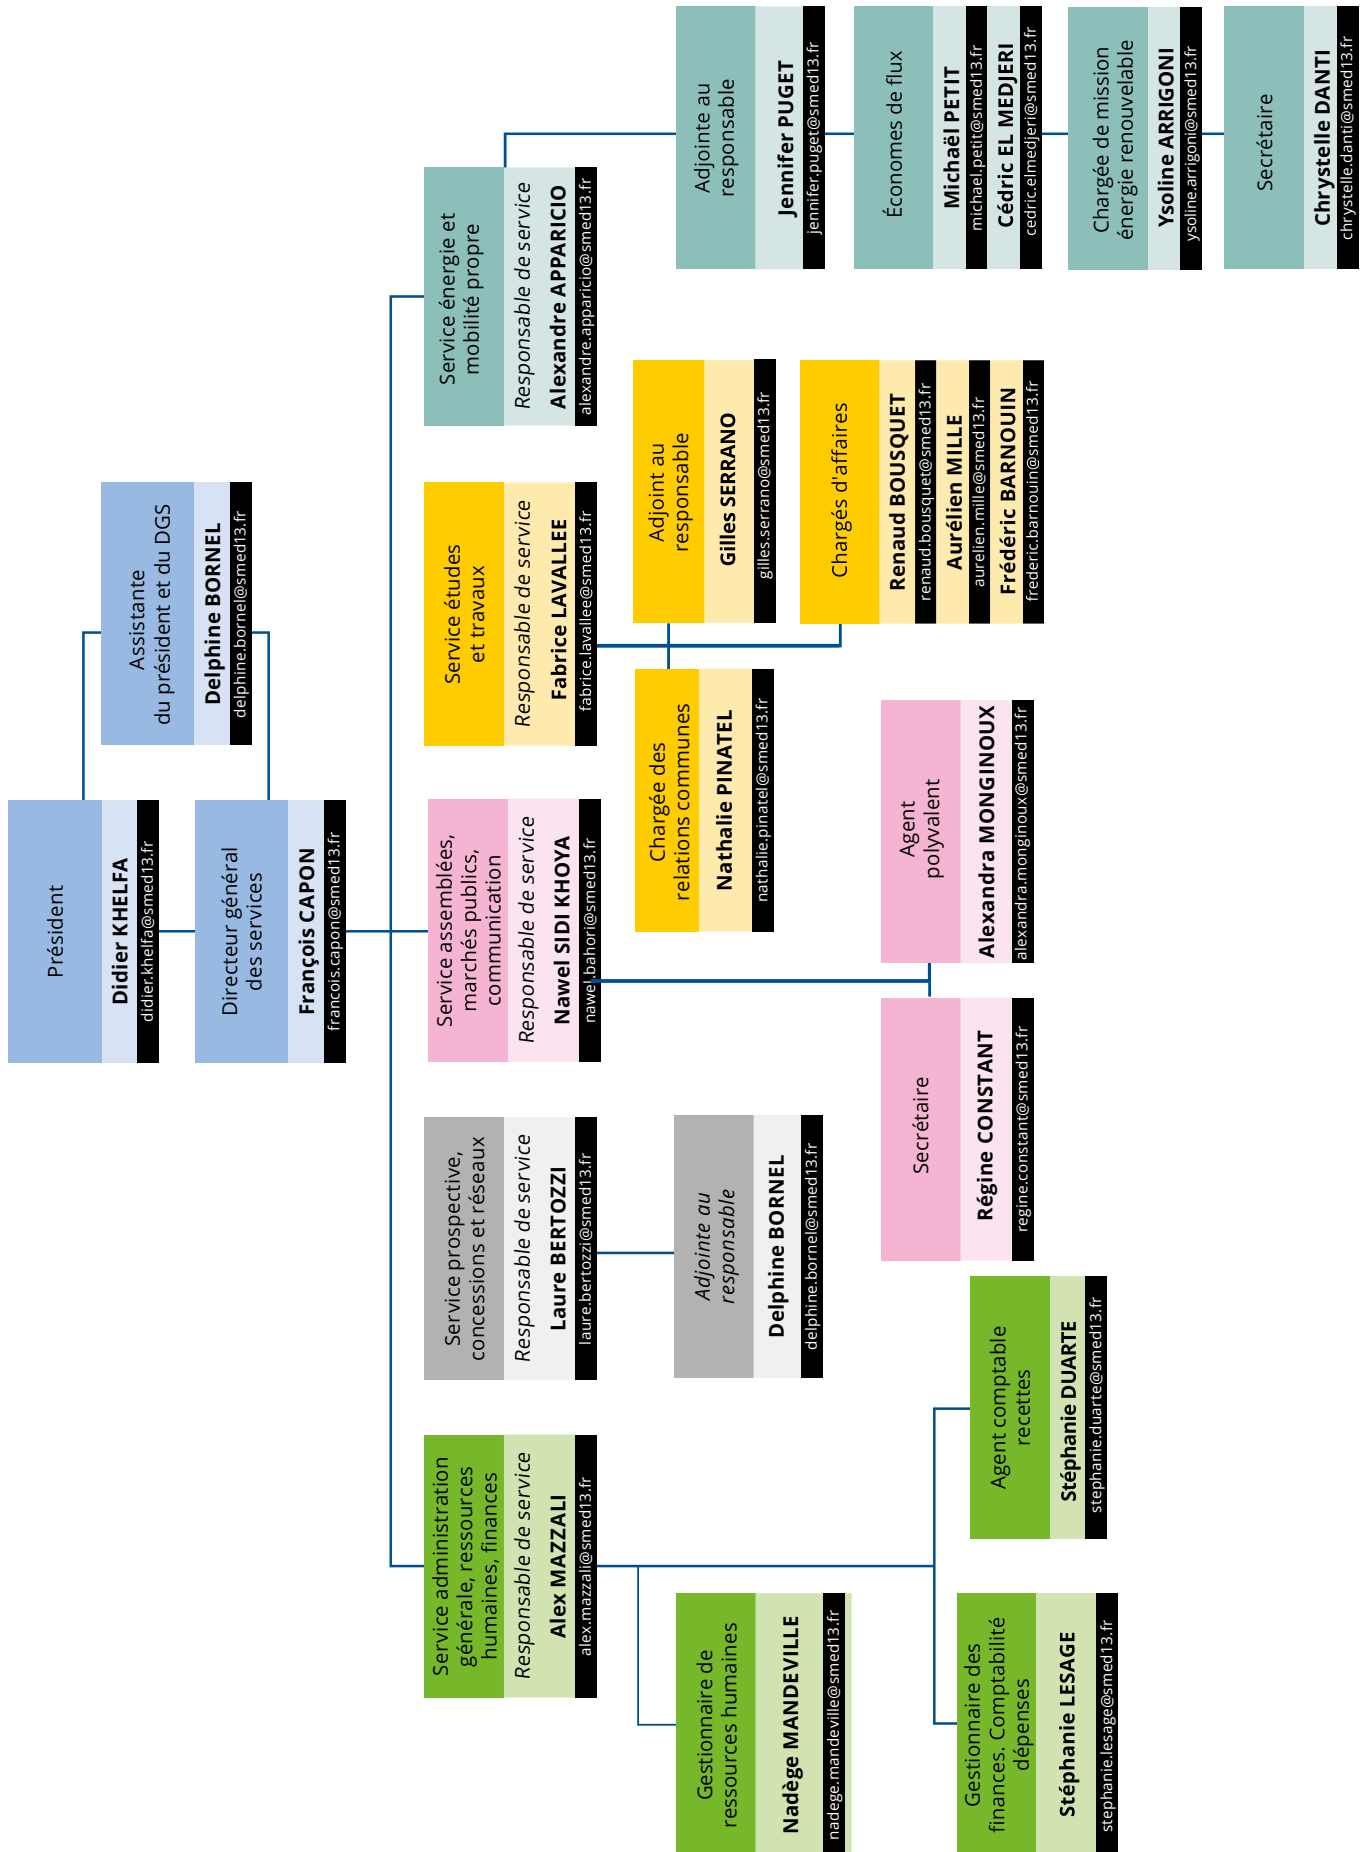 Président
Didier KHELFA
didier.khelfa@smed13.fr
Assistante
du président et du DGS
Delphine BORNEL
delphine.bornel@smed13.fr
Directeur général
des services
François CAPON
francois.capon@smed13.fr
Service administration
générale, ressources
humaines, finances
Responsable de service
Alex MAZZALI
alex.mazzali@smed13.fr
Service prospective,
concessions et réseaux
Responsable de service
Laure BERTOZZI
laure.bertozzi@smed13.fr
Service assemblées,
marchés publics,
communication
Responsable de service
Nawel SIDI KHOYA
nawel.bahori@smed13.fr
Service études
et travaux
Responsable de service
Fabrice LAVALLEE
fabrice.lavallee@smed13.fr
Service énergie et
mobilité propre
Responsable de service
Alexandre APPARICIO
alexandre.apparicio@smed13.fr
Gestionnaire de
ressources humaines
Nadège MANDEVILLE
nadege.mandeville@smed13.fr
Gestionnaire des
finances. Comptabilité
dépenses
Stéphanie LESAGE
stephanie.lesage@smed13.fr
Agent comptable
recettes
Stéphanie DUARTE
stephanie.duarte@smed13.fr
Adjointe au
responsable
Delphine BORNEL
delphine.bornel@smed13.fr
Secrétaire
Régine CONSTANT
regine.constant@smed13.fr
Agent
polyvalent
Alexandra MONGINOUX
alexandra.monginoux@smed13.fr
Chargée des
relations communes
Nathalie PINATEL
nathalie.pinatel@smed13.fr
Adjoint au
responsable
Gilles SERRANO
gilles.serrano@smed13.fr
Chargés d'affaires
Renaud BOUSQUET
renaud.bousquet@smed13.fr
Aurélien MILLE
aurelien.mille@smed13.fr
Frédéric BARNOUIN
frederic.barnouin@smed13.fr
Adjointe au
responsable
Jennifer PUGET
jennifer.puget@smed13.fr
Économes de flux
Michaël PETIT
michael.petit@smed13.fr
Cédric EL MEDJERI
cedric.elmedjeri@smed13.fr
Chargée de mission
énergie renouvelable
Ysoline ARRIGONI
ysoline.arrigoni@smed13.fr
Secrétaire
Chrystelle DANTI
chrystelle.danti@smed13.fr